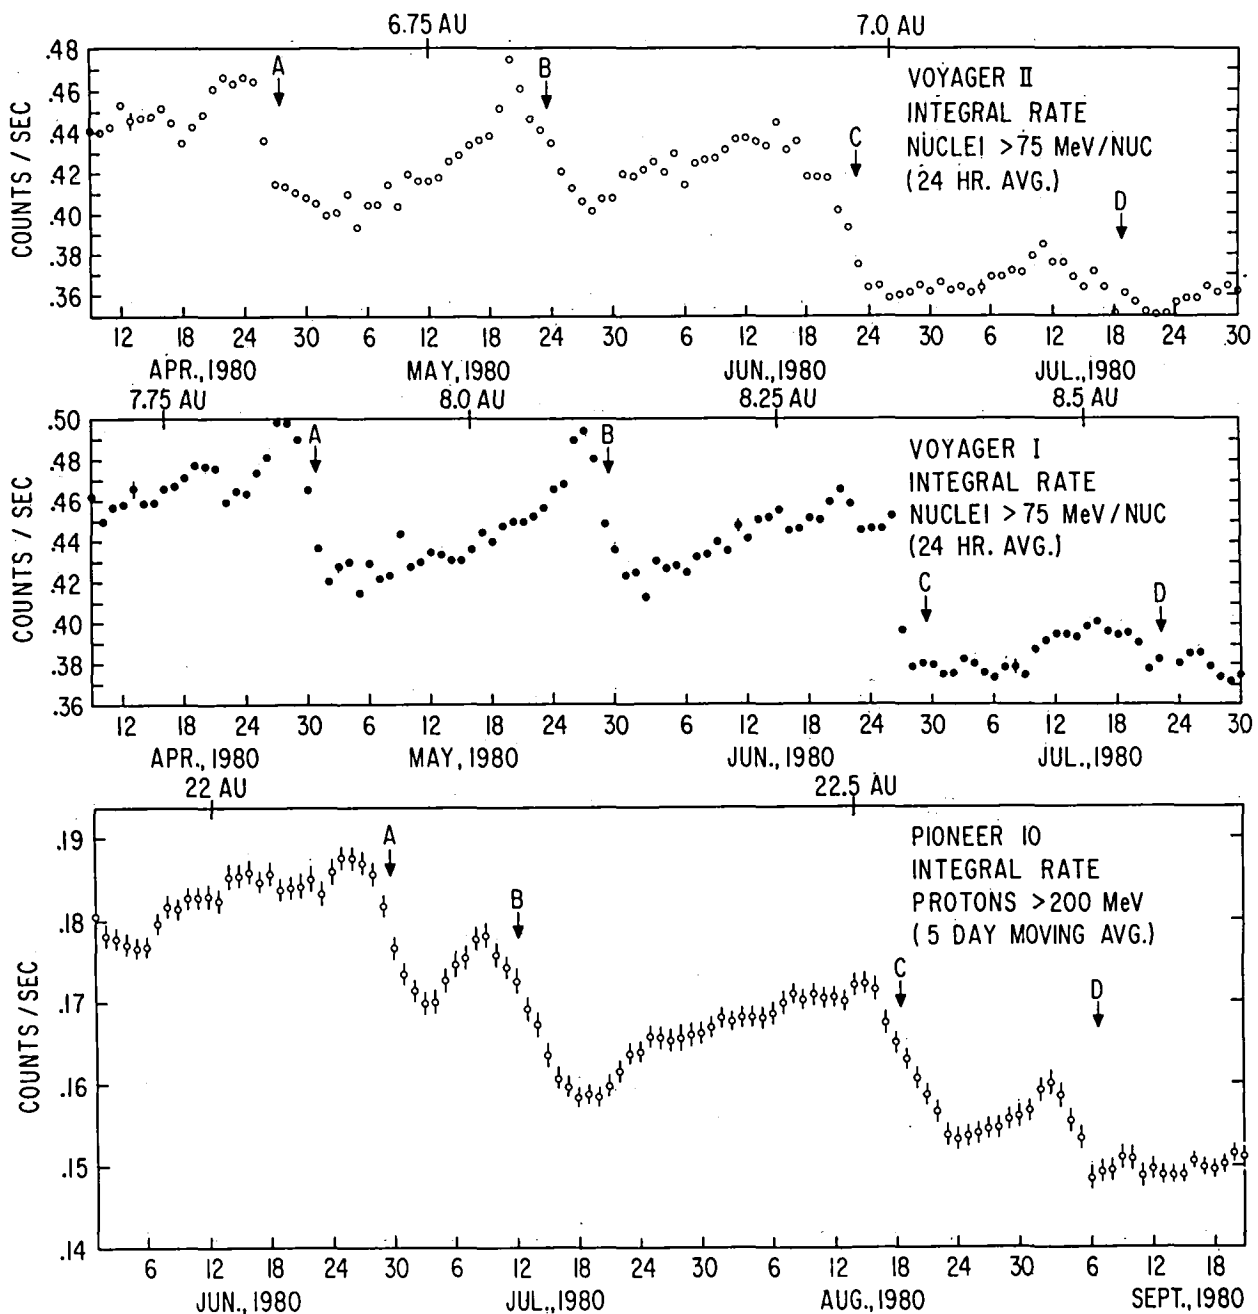 6.75 AU 7.0 AU
.48
.46
.44
.42
.40
.38
.36
COUNTS / SEC
A
B
C
D
VOYAGER II
INTEGRAL RATE
NUCLEI >75 MeV/NUC
(24 HR. AVG.)
12 18 24 30 6 12 18 24 30 6 12 18 24 30 6 12 18 24 30
APR., 1980 MAY, 1980 JUN., 1980 JUL., 1980
7.75 AU 8.0 AU 8.25 AU 8.5 AU
.50
.48
.46
.44
.42
.40
.38
.36
COUNTS / SEC
A
B
C
D
VOYAGER I
INTEGRAL RATE
NUCLEI >75 MeV/NUC
(24 HR. AVG.)
12 18 24 30 6 12 18 24 30 6 12 18 24 30 6 12 18 24 30
APR., 1980 MAY, 1980 JUN., 1980 JUL., 1980
22 AU 22.5 AU
.19
.18
.17
.16
.15
.14
COUNTS / SEC
A
B
C
D
PIONEER 10
INTEGRAL RATE
PROTONS >200 MeV
(5 DAY MOVING AVG.)
6 12 18 24 30 6 12 18 24 30 6 12 18 24 30 6 12 18
JUN., 1980 JUL., 1980 AUG., 1980 SEPT., 1980